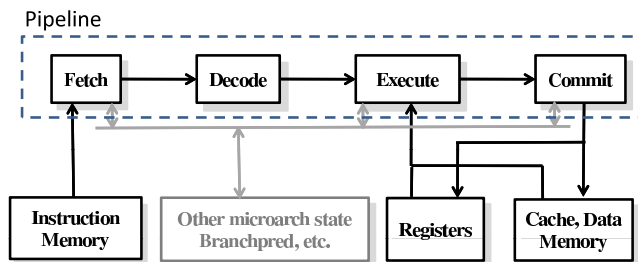 Pipeline
Fetch
Decode
Execute
Commit
Instruction
Memory
Other microarch state
Branchpred, etc.
Registers
Cache, Data
Memory